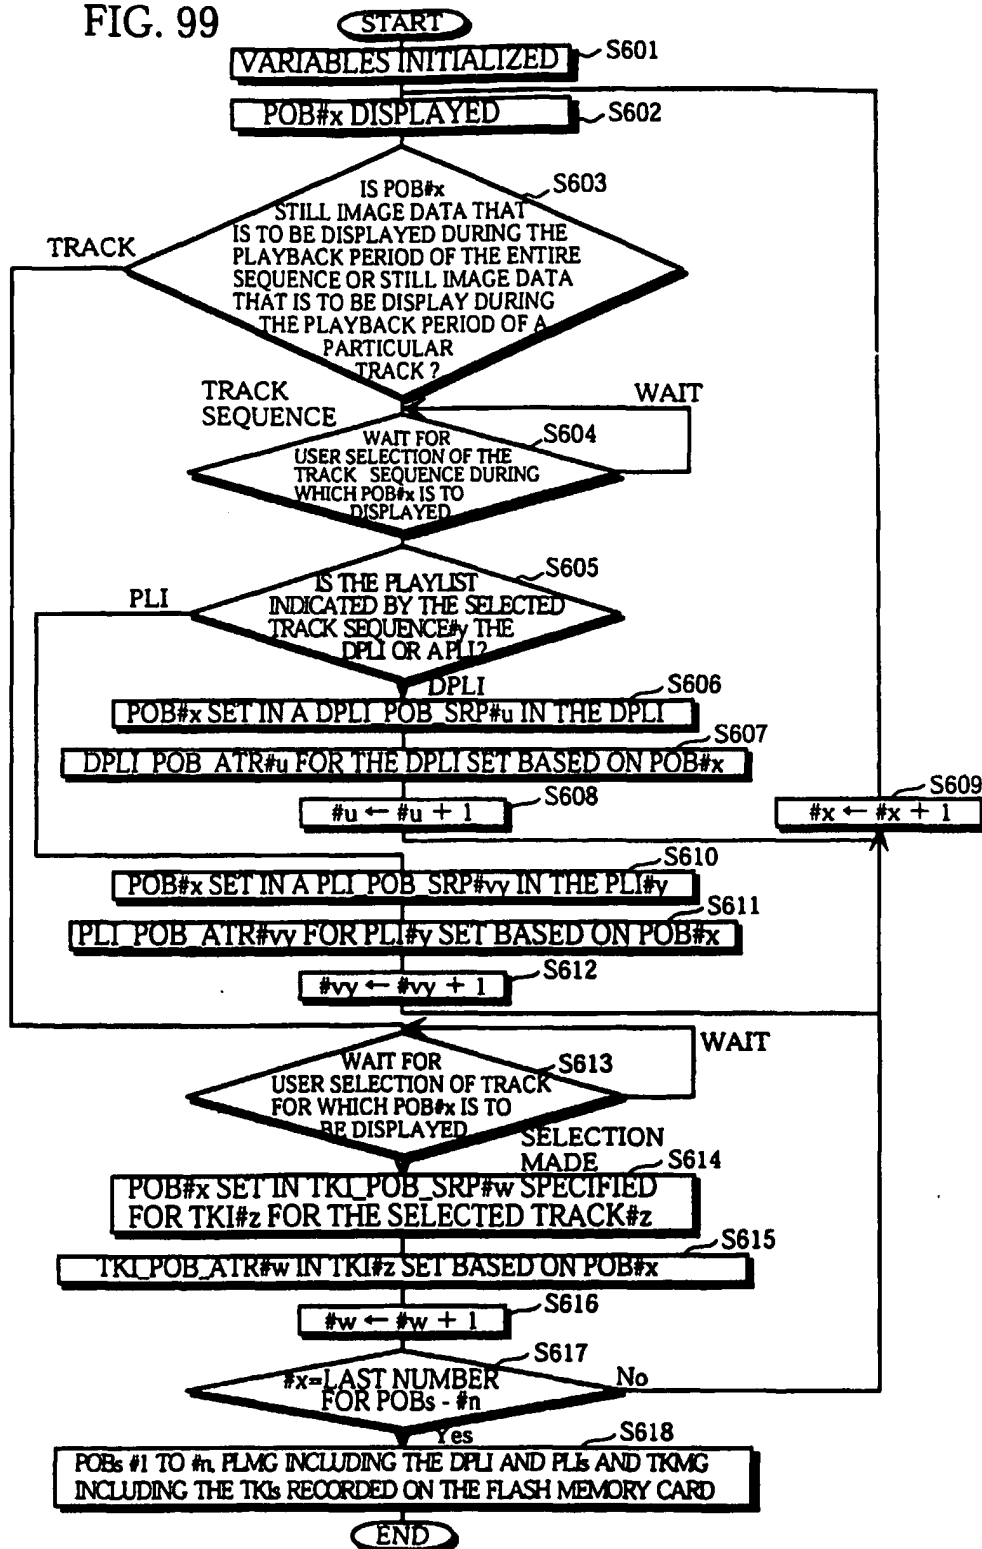 FIG. 99
START
VARIABLES INITIALIZED
S601
POB#x DISPLAYED
S602
S603
IS POB#x
STILL IMAGE DATA THAT
IS TO BE DISPLAYED DURING THE
PLAYBACK PERIOD OF THE ENTIRE
SEQUENCE OR STILL IMAGE DATA
THAT IS TO BE DISPLAY DURING
THE PLAYBACK PERIOD OF A
PARTICULAR
TRACK ?
TRACK
TRACK
SEQUENCE
WAIT
S604
WAIT FOR
USER SELECTION OF THE
TRACK SEQUENCE DURING
WHICH POB#x IS TO
DISPLAYED
S605
IS THE PLAYLIST
INDICATED BY THE SELECTED
TRACK SEQUENCE#y THE
DPLI OR A PLI?
PLI
DPLI
S606
POB#x SET IN A DPLI_POB_SRP#u IN THE DPLI
S607
DPLI_POB_ATR#u FOR THE DPLI SET BASED ON POB#x
S608
#u ← #u + 1
S609
#x ← #x + 1
S610
POB#x SET IN A PLI_POB_SRP#vy IN THE PLI#y
S611
PLI_POB_ATR#vy FOR PLI#y SET BASED ON POB#x
S612
#vy ← #vy + 1
WAIT
S613
WAIT FOR
USER SELECTION OF TRACK
FOR WHICH POB#x IS TO
BE DISPLAYED
SELECTION
MADE
S614
POB#x SET IN TKI_POB_SRP#w SPECIFIED
FOR TKI#z FOR THE SELECTED TRACK#z
S615
TKI_POB_ATR#w IN TKI#z SET BASED ON POB#x
S616
#w ← #w + 1
S617
#x=LAST NUMBER
FOR POBs - #n
No
Yes
S618
POBs #1 TO #n, PLMG INCLUDING THE DPLI AND PLIs AND TKMG
INCLUDING THE TKIs RECORDED ON THE FLASH MEMORY CARD
END